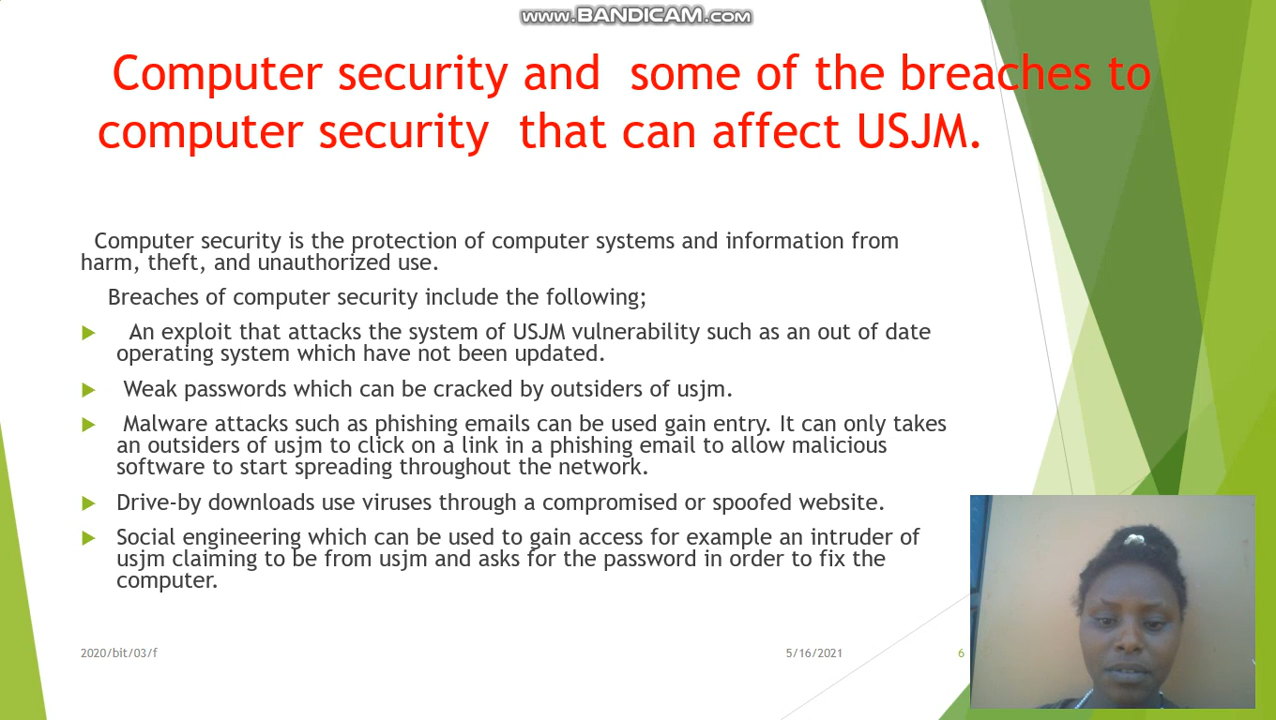 www.BANDICAM.com
Computer security and some of the breaches to
computer security that can affect USJM.
Computer security is the protection of computer systems and information from
harm, theft, and unauthorized use.
Breaches of computer security include the following;
An exploit that attacks the system of USJM vulnerability such as an out of date
operating system which have not been updated.
Weak passwords which can be cracked by outsiders of usjm.
Malware attacks such as phishing emails can be used gain entry. It can only takes
an outsiders of usjm to click on a link in a phishing email to allow malicious
software to start spreading throughout the network.
Drive-by downloads use viruses through a compromised or spoofed website.
Social engineering which can be used to gain access for example an intruder of
usjm claiming to be from usjm and asks for the password in order to fix the
computer.
2020/bit/03/f
5/16/2021
6